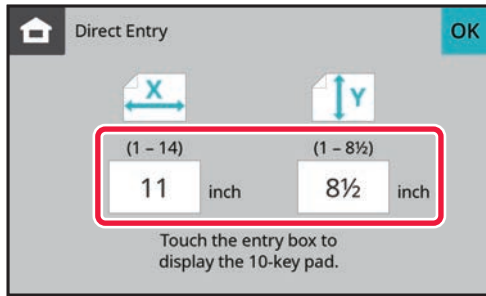 Direct Entry OK
X Y
(1 – 14) (1 – 8½)
11 inch 8½ inch
Touch the entry box to
display the 10-key pad.